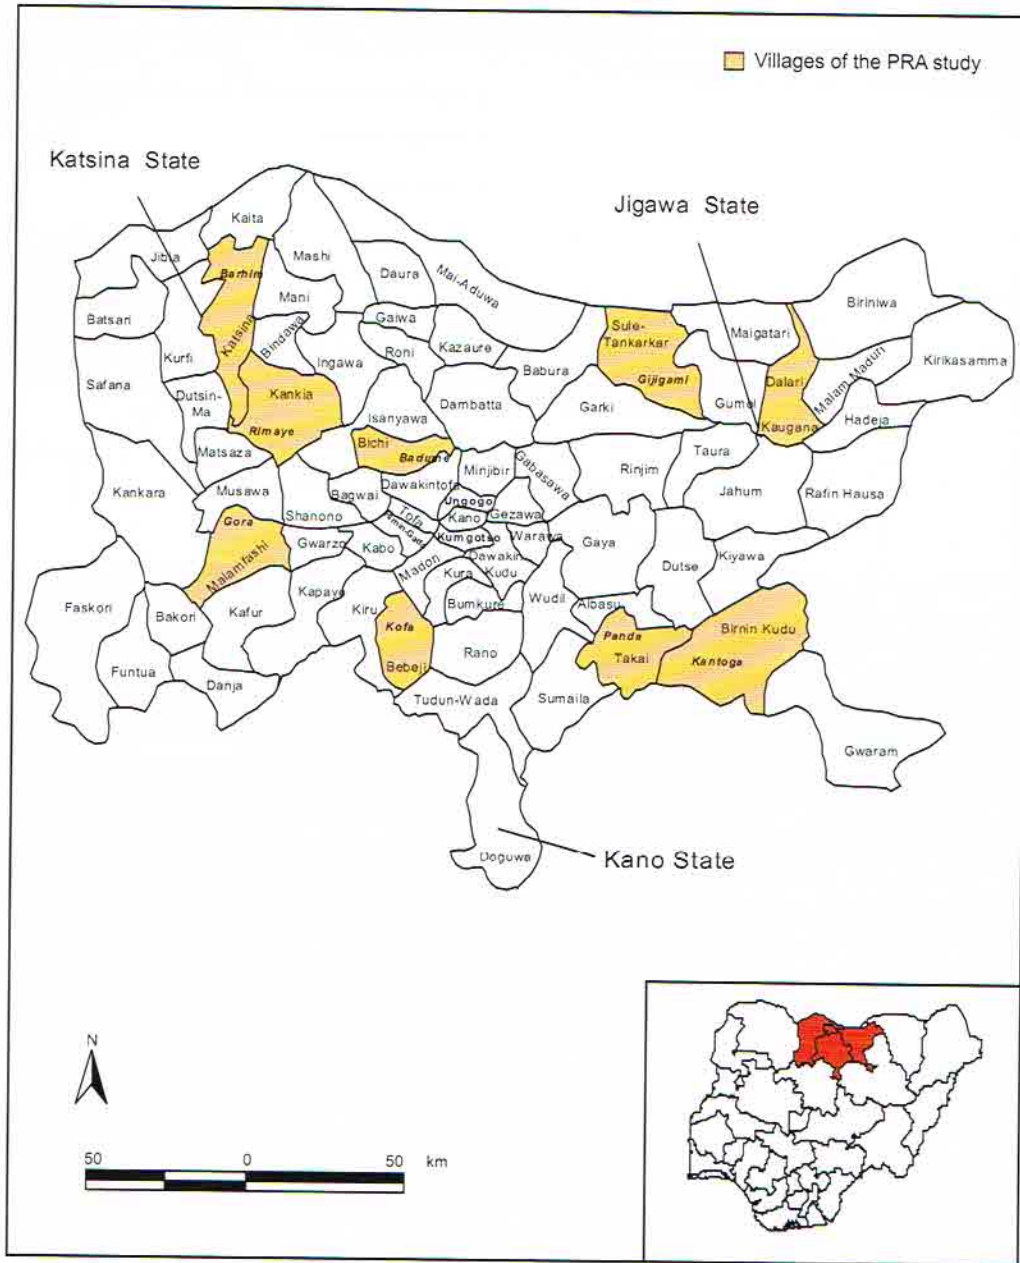 Villages of the PRA study
Katsina State
Jigawa State
Kaita
Jibia
Barhim
Mashi
Daura
Mai-Aduwa
Biriniwa
Batsari
Mani
Katsina
Bindawa
Gaiwa
Sule-
Tankarkar
Maigatari
Kirikasamma
Kurfi
Ingawa
Roni
Kazaure
Babura
Gijigami
Dalari
Malam Maduri
Safana
Dutsin-
Ma
Kankia
Isanyawa
Dambatta
Garki
Gumel
Kaugana
Hadeja
Rimaye
Bichi
Badume
Matsaza
Minjibir
Gabasawa
Rinjim
Taura
Kankara
Musawa
Bagwai
Dawakintofa
Jahum
Rafin Hausa
Ungogo
Gora
Shanono
Tofa
Kano
Gezawa
Gwarzo
Kabo
Kumgotso
Warawa
Gaya
Malamfashi
Madon
Dawakin
Kudu
Kura
Dutse
Kiyawa
Faskori
Bakori
Kafur
Kapaye
Kiru
Bumkure
Wudil
Albasu
Kofa
Panda
Birnin Kudu
Bebeji
Rano
Takai
Kantoga
Funtua
Danja
Tudun-Wada
Sumaila
Gwaram
Doguwa
Kano State
N
50 0 50 km